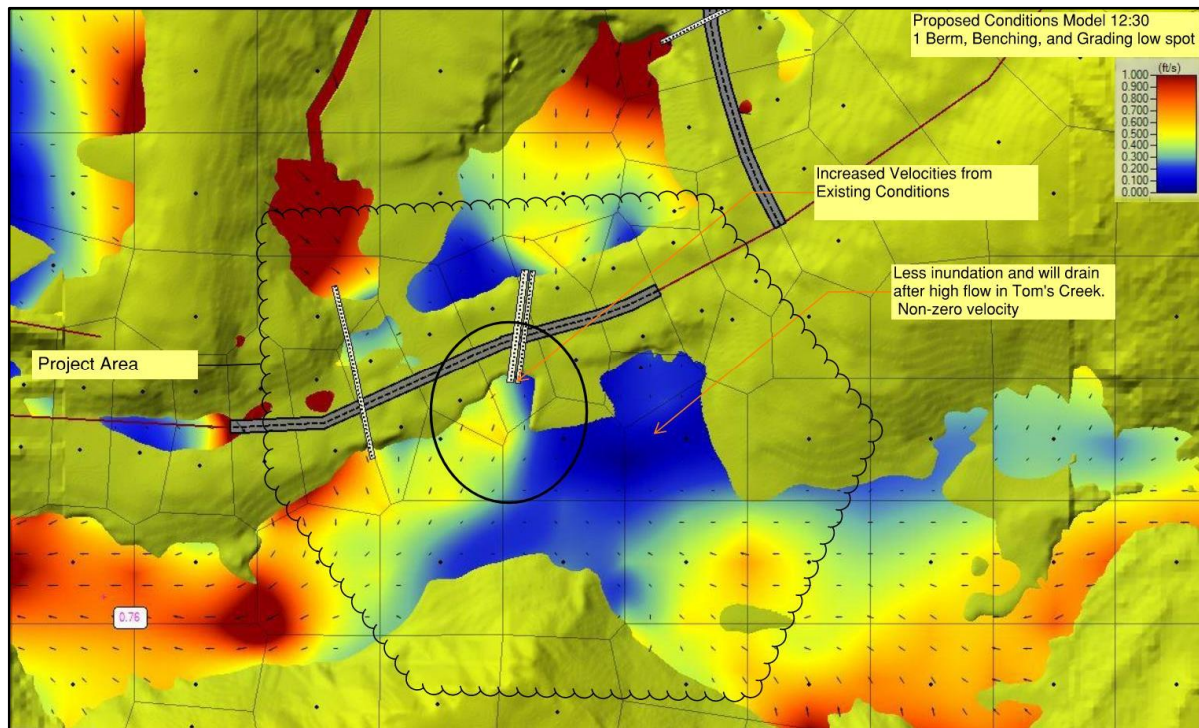 Proposed Conditions Model 12:30
1 Berm, Benching, and Grading low spot
(ft/s)
1.000
0.900
0.800
0.700
0.600
0.500
0.400
0.300
0.200
0.100
0.000
Increased Velocities from
Existing Conditions
Less inundation and will drain
after high flow in Tom's Creek.
Non-zero velocity
Project Area
0.76